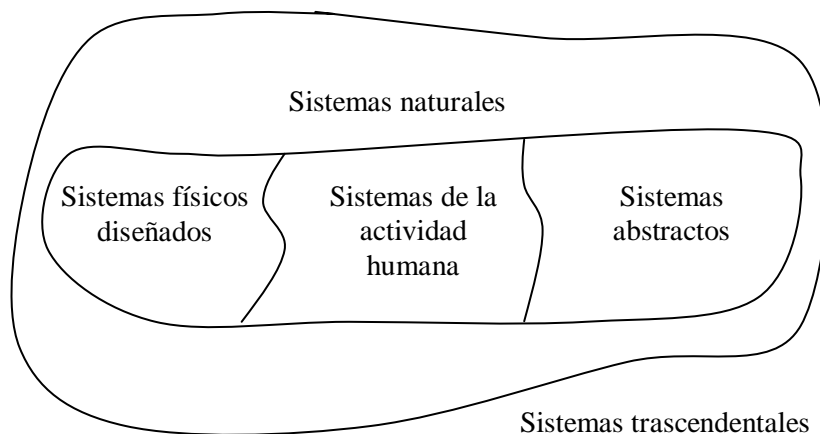 Sistemas naturales
Sistemas físicos
diseñados
Sistemas de la
actividad
humana
Sistemas
abstractos
Sistemas trascendentales